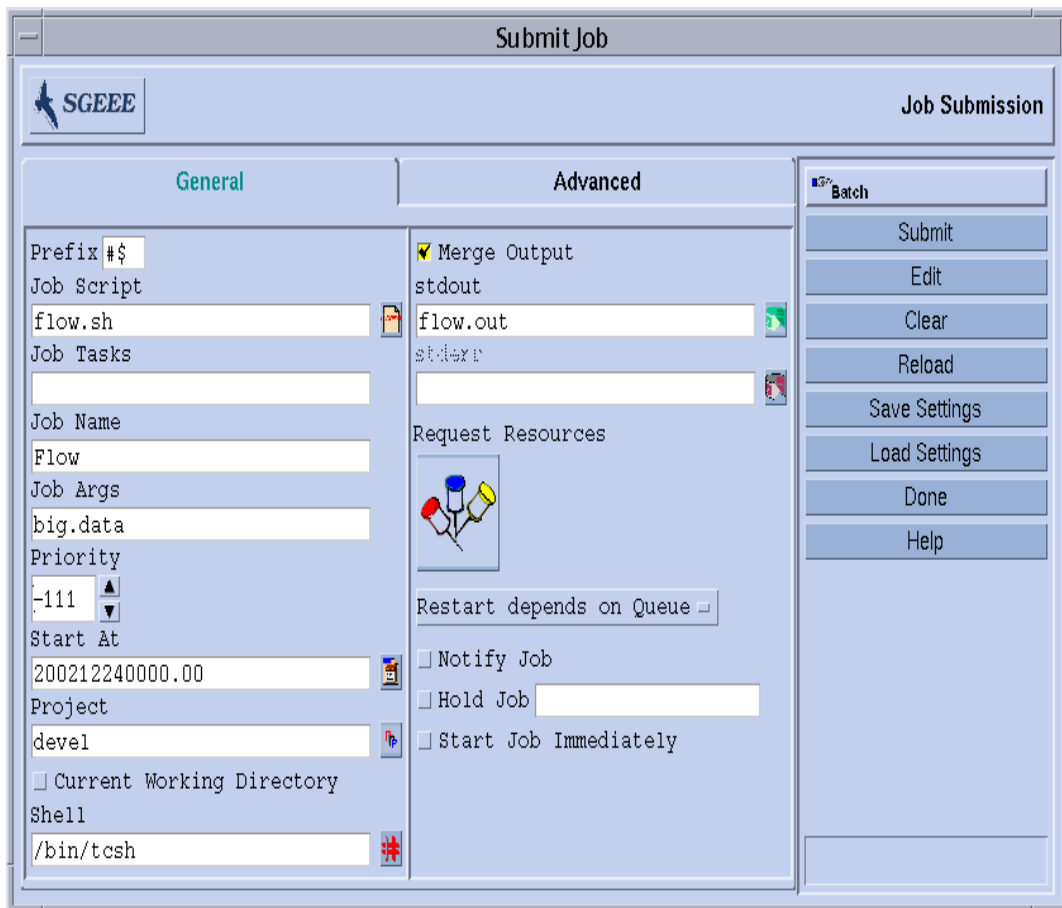 Submit Job
SGEEE
Job Submission
General
Advanced
Batch
Prefix #$
Job Script
flow.sh
Job Tasks
Job Name
Flow
Job Args
big.data
Priority
-111
Start At
200212240000.00
Project
devel
Current Working Directory
Shell
/bin/tcsh
Merge Output
stdout
flow.out
stderr
Request Resources
Restart depends on Queue
Notify Job
Hold Job
Start Job Immediately
Submit
Edit
Clear
Reload
Save Settings
Load Settings
Done
Help